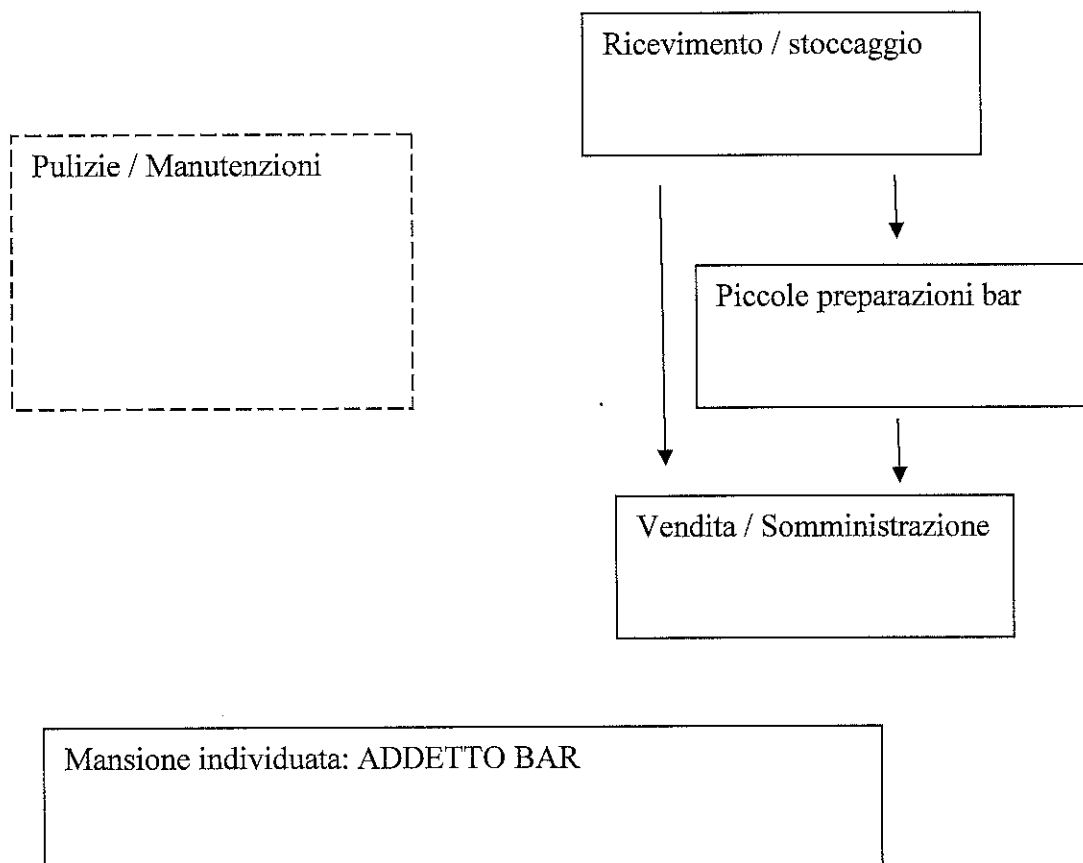 Ricevimento / stoccaggio
Pulizie / Manutenzioni
Piccole preparazioni bar
Vendita / Somministrazione
Mansione individuata: ADDETTO BAR